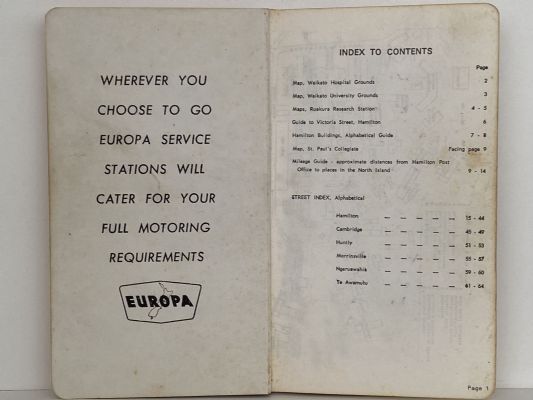 WHEREVER YOU
CHOOSE TO GO
EUROPA SERVICE
STATIONS WILL
CATER FOR YOUR
FULL MOTORING
REQUIREMENTS
EUROPA
INDEX TO CONTENTS
Page
Map, Waikato Hospital Grounds 2
Map, Waikato University Grounds 3
Maps, Ruakura Research Station 4 - 5
Guide to Victoria Street, Hamilton 6
Hamilton Buildings, Alphabetical Guide 7 - 8
Map, St. Paul's Collegiate Facing page 9
Mileage Guide - approximate distances from Hamilton Post
Office to places in the North Island 9 - 14
STREET INDEX, Alphabetical
Hamilton — — — — — 15 - 44
Cambridge — — — — — 45 - 49
Huntly — — — — — 51 - 53
Morrinsville — — — — — 55 - 57
Ngaruawahia — — — — — 59 - 60
Te Awamutu — — — — — 61 - 64
Page 1